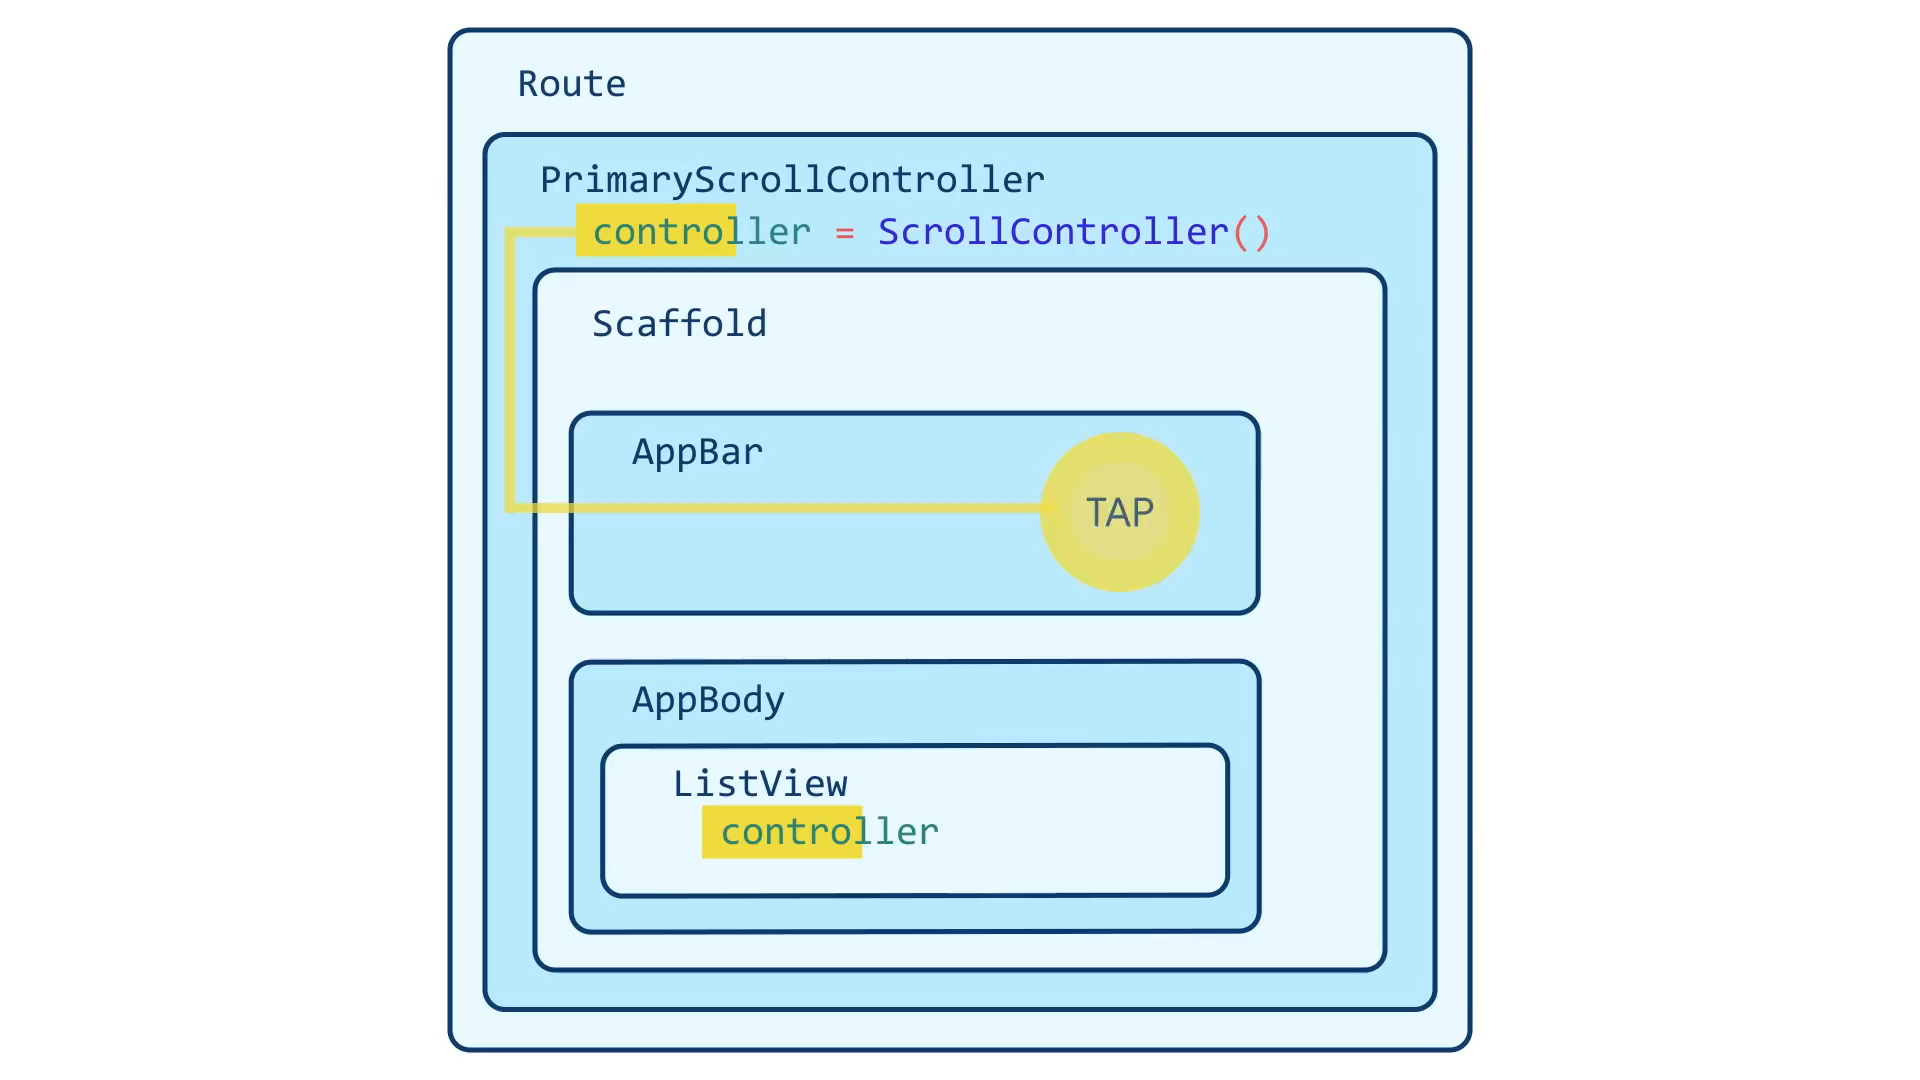 Route
PrimaryScrollController
controller = ScrollController()
Scaffold
AppBar
TAP
AppBody
ListView
controller